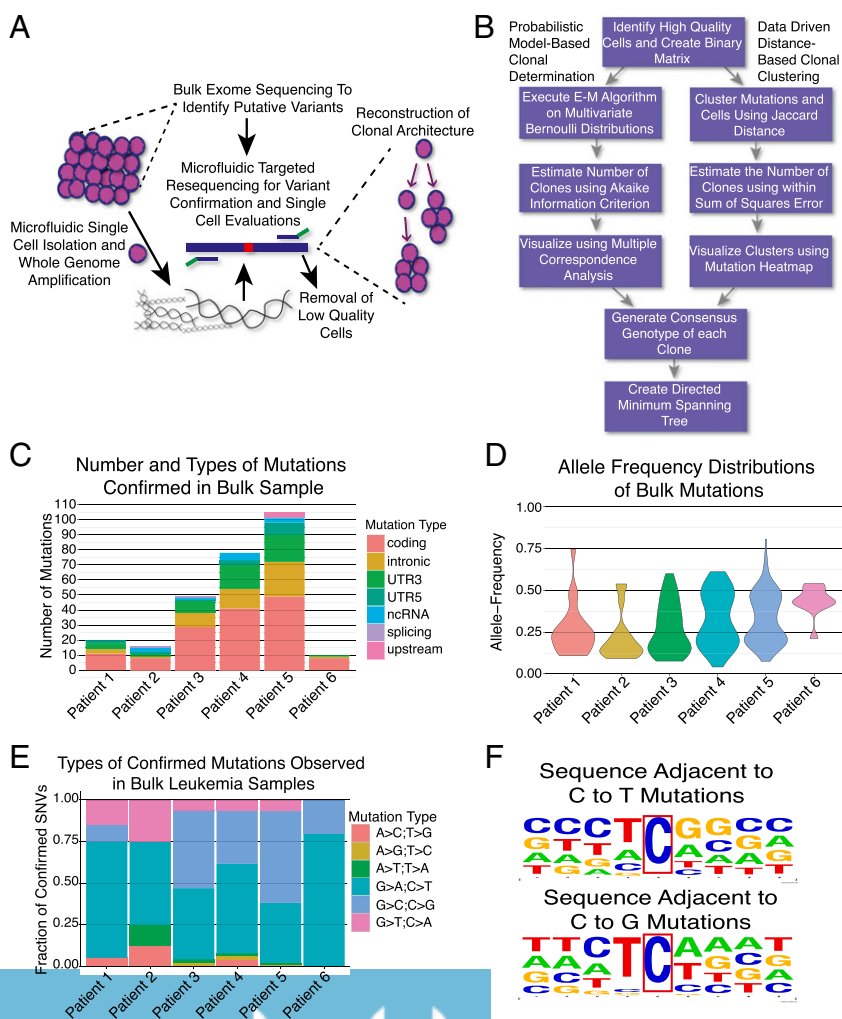 A
Bulk Exome Sequencing To
Identify Putative Variants
Reconstruction of
Clonal Architecture
Microfluidic Targeted
Resequencing for Variant
Confirmation and Single
Cell Evaluations
Microfluidic Single
Cell Isolation and
Whole Genome
Amplification
Removal of
Low Quality
Cells
B
Probabilistic
Model-Based
Clonal
Determination
Identify High Quality
Cells and Create Binary
Matrix
Data Driven
Distance-
Based Clonal
Clustering
Execute E-M Algorithm
on Multivariate
Bernoulli Distributions
Cluster Mutations and
Cells Using Jaccard
Distance
Estimate Number of
Clones using Akaike
Information Criterion
Estimate the Number of
Clones using within
Sum of Squares Error
Visualize using Multiple
Correspondence
Analysis
Visualize Clusters using
Mutation Heatmap
Generate Consensus
Genotype of each
Clone
Create Directed
Minimum Spanning
Tree
C
Number and Types of Mutations
Confirmed in Bulk Sample
Number of Mutations
110
100
90
80
70
60
50
40
30
20
10
0
Patient 1
Patient 2
Patient 3
Patient 4
Patient 5
Patient 6
Mutation Type
coding
intronic
UTR3
UTR5
ncRNA
splicing
upstream
D
Allele Frequency Distributions
of Bulk Mutations
Allele−Frequency
1.00
0.75
0.50
0.25
0.00
Patient 1
Patient 2
Patient 3
Patient 4
Patient 5
Patient 6
E
Types of Confirmed Mutations Observed
in Bulk Leukemia Samples
Fraction of Confirmed SNVs
1.00
0.75
0.50
0.25
0.00
Patient 1
Patient 2
Patient 3
Patient 4
Patient 5
Patient 6
Mutation Type
A>C;T>G
A>G;T>C
A>T;T>A
G>A;C>T
G>C;C>G
G>T;C>A
F
Sequence Adjacent to
C to T Mutations
C C C T C G G C C
Sequence Adjacent to
C to G Mutations
T T C T C A A A T